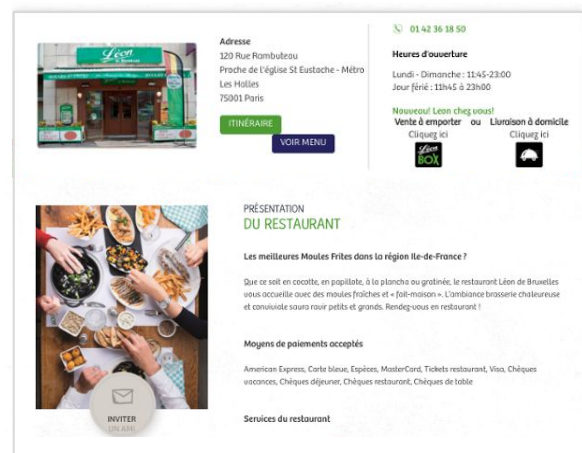 Léon
Adresse
120 Rue Rambuteau
Proche de l'église St Eustache - Métro
Les Halles
75001 Paris
ITINÉRAIRE
VOIR MENU
01 42 36 18 50
Heures d'ouverture
Lundi - Dimanche : 11:45-23:00
Jour férié : 11h45 à 23h00
Nouveau! Leon chez vous!
Vente à emporter ou Livraison à domicile
Cliquez ici Cliquez ici
Léon
BOX
PRÉSENTATION
DU RESTAURANT
Les meilleures Moules Frites dans la région Ile-de-France ?
Que ce soit en cocotte, en papillote, à la plancha ou gratinée, le restaurant Léon de Bruxelles
vous accueille avec des moules fraîches et « fait-maison ». L'ambiance brasserie chaleureuse
et conviviale saura ravir petits et grands. Rendez-vous en restaurant !
Moyens de paiements acceptés
American Express, Carte bleue, Espèces, MasterCard, Tickets restaurant, Visa, Chèques
vacances, Chèques déjeuner, Chèques restaurant, Chèques de table
INVITER
UN AMI
Services du restaurant